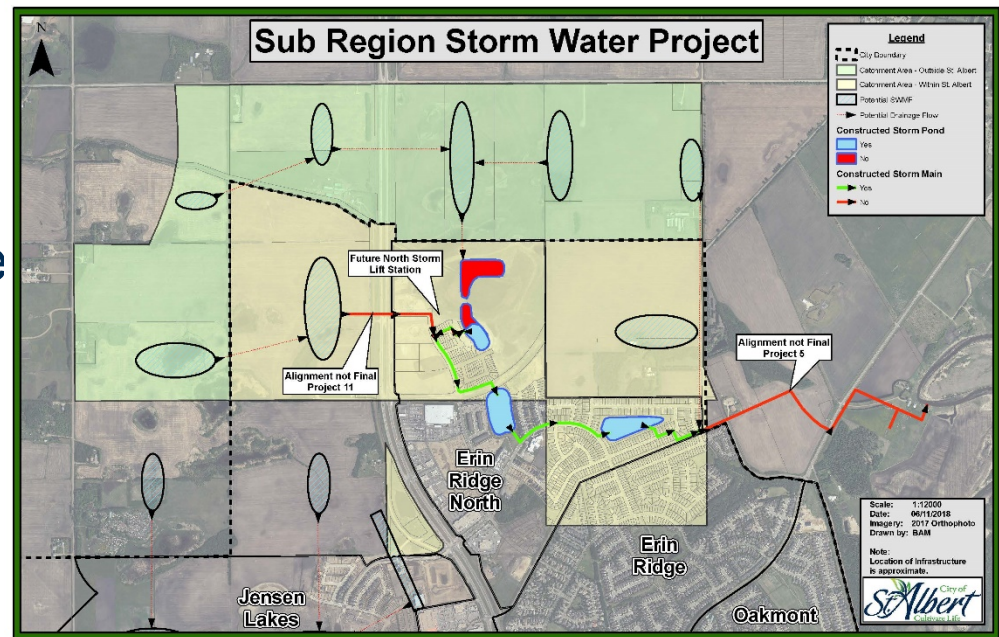 N
Sub Region Storm Water Project
Legend
City Boundary
Catchment Area - Outside St. Albert
Catchment Area - Within St. Albert
Potential SWMF
Potential Drainage Flow
Constructed Storm Pond
Yes
No
Constructed Storm Main
Yes
No
Future North Storm
Lift Station
Alignment not Final
Project 11
Alignment not Final
Project 5
Erin
Ridge
North
Erin
Ridge
Jensen
Lakes
Oakmont
Scale: 1:12000
Date: 06/11/2018
Imagery: 2017 Orthophoto
Drawn by: BAM
Note:
Location of Infrastructure
is approximate.
City of
St Albert
Cultivate Life